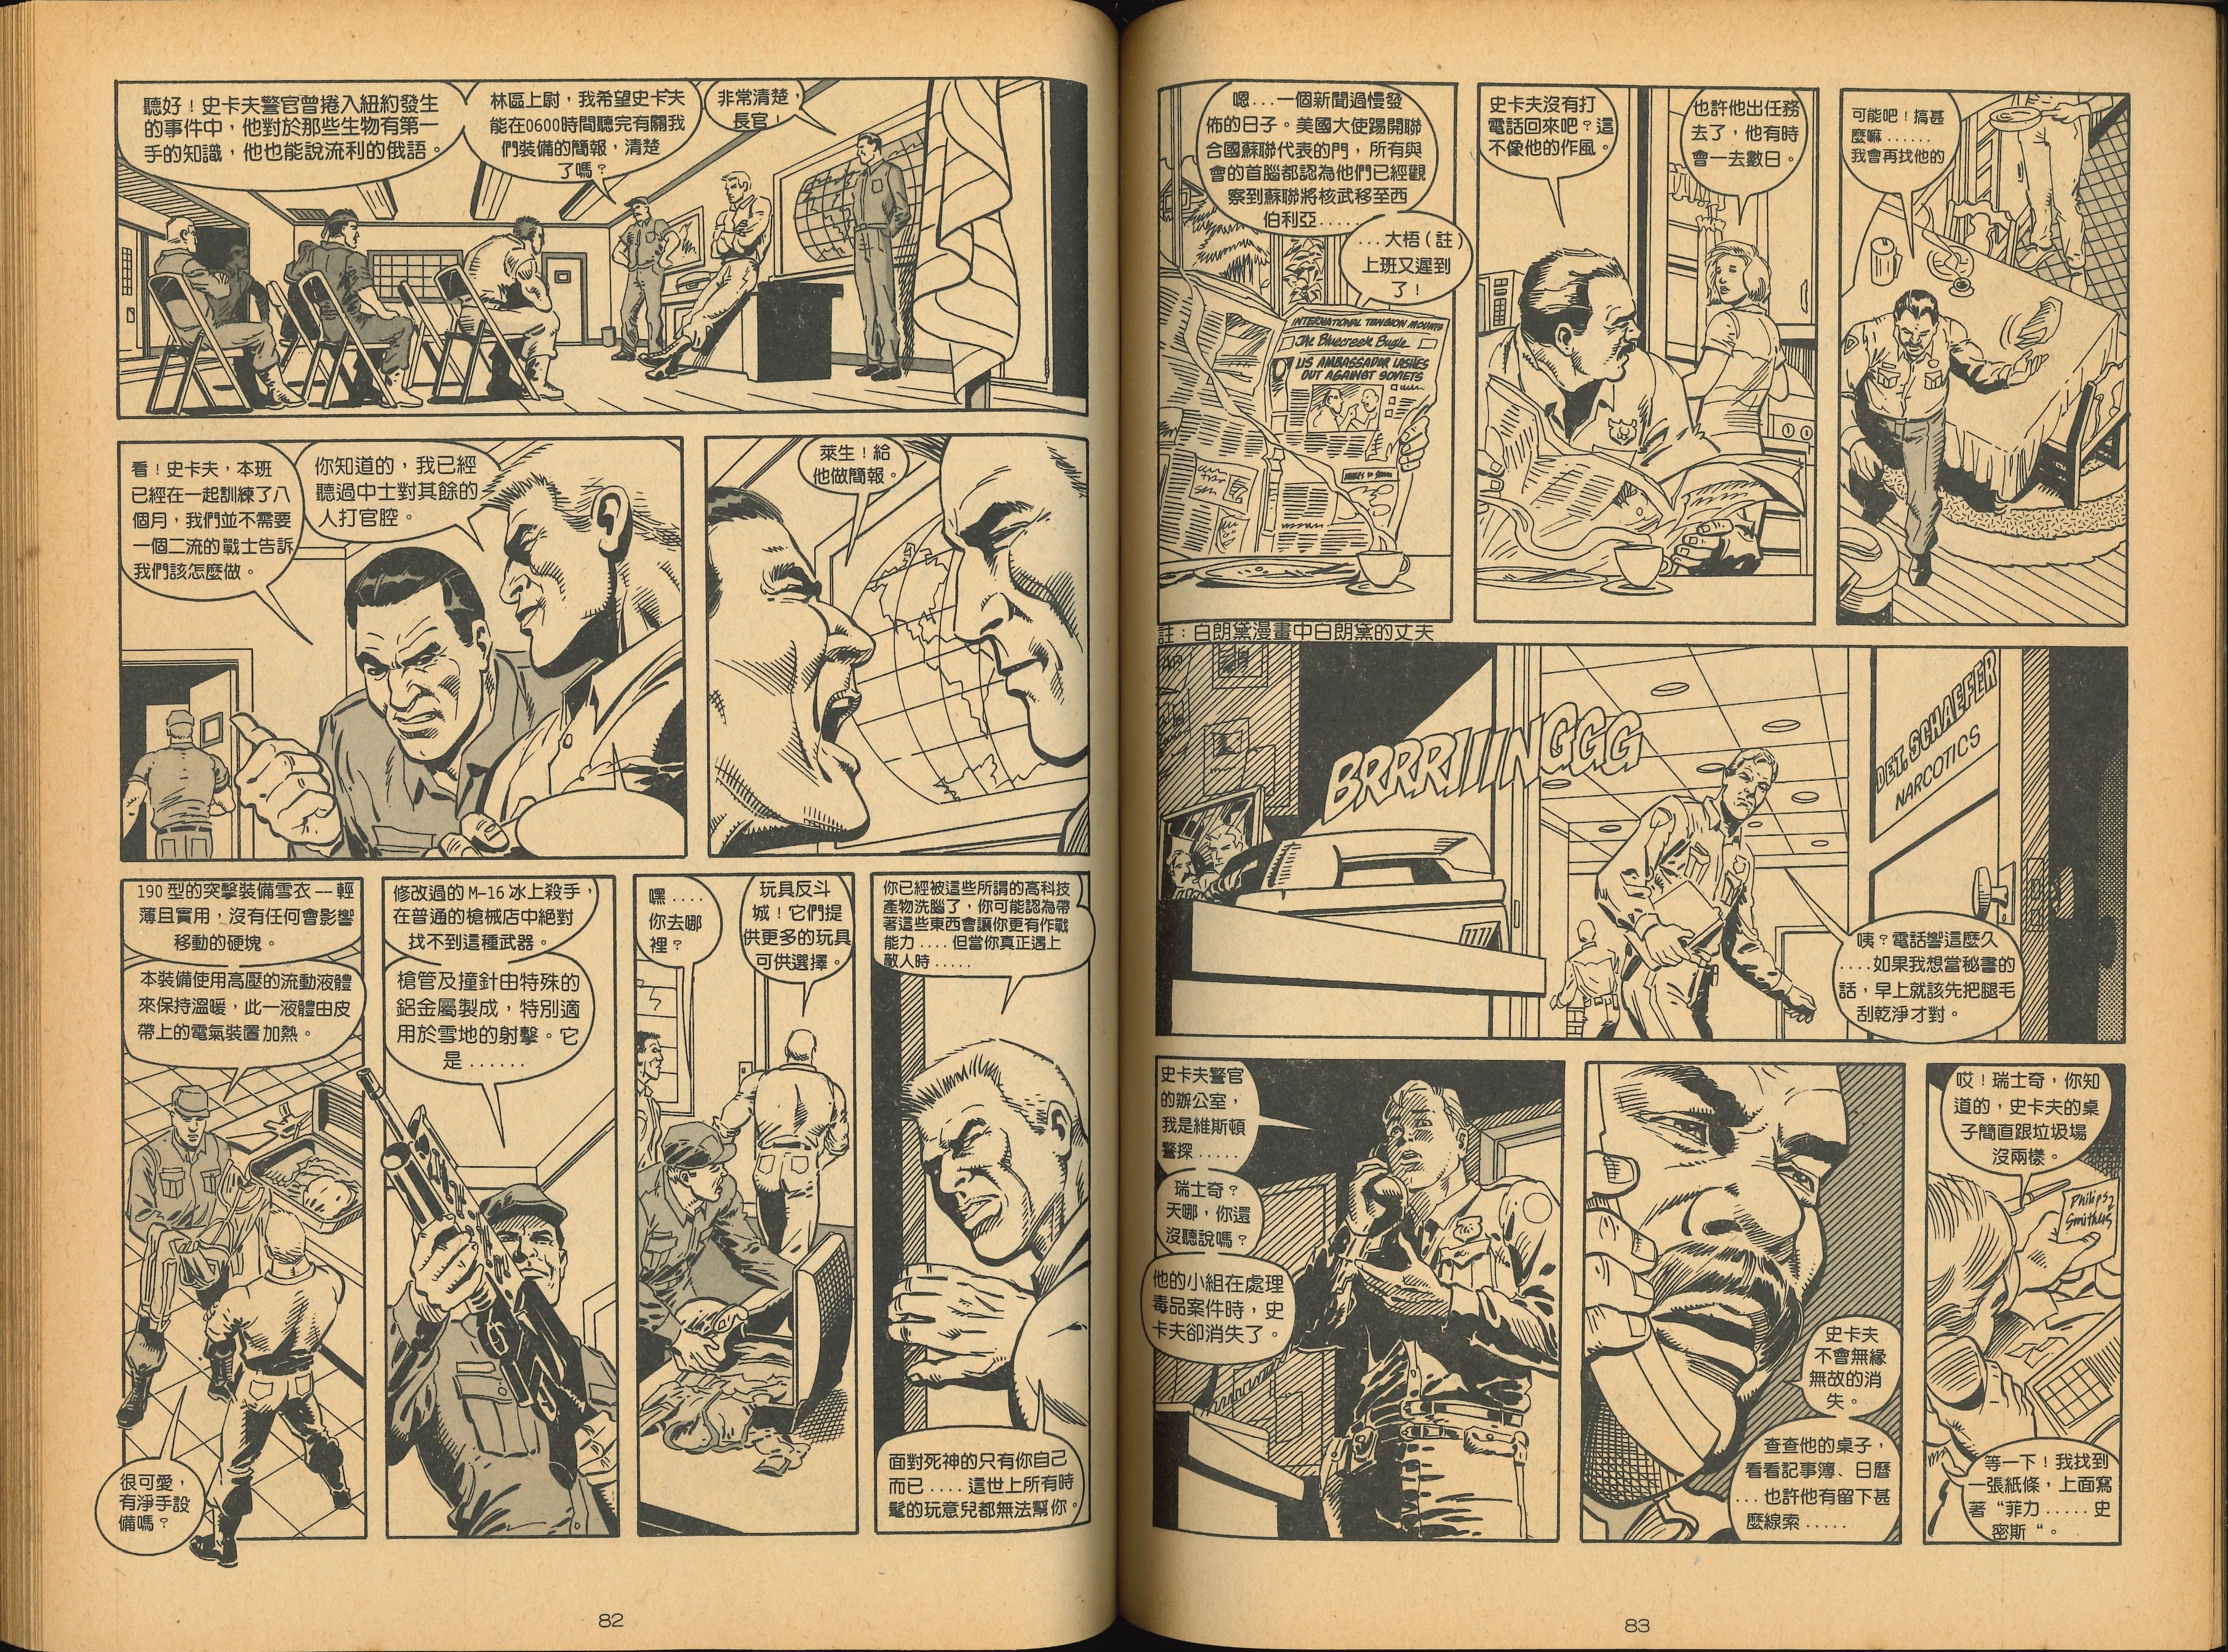 聽好！史卡夫警官曾捲入紐約發生
的事件中，他對於那些生物有第一
手的知識，他也能說流利的俄語。
林區上尉，我希望史卡夫
能在0600時間聽完有關我
們裝備的簡報，清楚
了嗎？
非常清楚，
長官！
看！史卡夫，本班
已經在一起訓練了八
個月，我們並不需要
一個二流的戰士告訴
我們該怎麼做。
你知道的，我已經
聽過中士對其餘的
人打官腔。
萊生！給
他做簡報。
190型的突擊裝備雪衣——輕
薄且實用，沒有任何會影響
移動的硬塊。
本裝備使用高壓的流動液體
來保持溫暖，此一液體由皮
帶上的電氣裝置加熱。
很可愛，
有淨手設
備嗎？
修改過的M-16冰上殺手，
在普通的槍械店中絕對
找不到這種武器。
槍管及撞針由特殊的
鋁金屬製成，特別適
用於雪地的射擊。它
是......
嘿....
你去哪
裡？
玩具反斗
城！它們提
供更多的玩具
可供選擇。
你已經被這些所謂的高科技
產物洗腦了，你可能認為帶
著這些東西會讓你更有作戰
能力....但當你真正遇上
敵人時.....
面對死神的只有你自己
而已....這世上所有時
髦的玩意兒都無法幫你。
82
嗯...一個新聞過慢發
佈的日子。美國大使踢開聯
合國蘇聯代表的門，所有與
會的首腦都認為他們已經觀
察到蘇聯將核武移至西
伯利亞.....
...大梧（註）
上班又遲到
了！
INTERNATIONAL TENSION MOUNTS
The Bluecreek Bugle
US AMBASSADOR LASHES
OUT AGAINST SOVIETS
史卡夫沒有打
電話回來吧？這
不像他的作風。
也許他出任務
去了，他有時
會一去數日。
可能吧！搞甚
麼嘛......
我會再找他的
註：白朗黛漫畫中白朗黛的丈夫
BRRRIIINGGG
DET. SCHAEFER
NARCOTICS
咦？電話響這麼久
....如果我想當秘書的
話，早上就該先把腿毛
刮乾淨才對。
史卡夫警官
的辦公室，
我是維斯頓
警探.....
瑞士奇？
天哪，你還
沒聽說嗎？
他的小組在處理
毒品案件時，史
卡夫卻消失了。
史卡夫
不會無緣
無故的消
失。
查查他的桌子，
看看記事簿、日曆
...也許他有留下甚
麼線索.....
哎！瑞士奇，你知
道的，史卡夫的桌
子簡直跟垃圾場
沒兩樣。
Philips?
Smithers
等一下！我找到
一張紙條，上面寫
著“菲力.....史
密斯“。
83